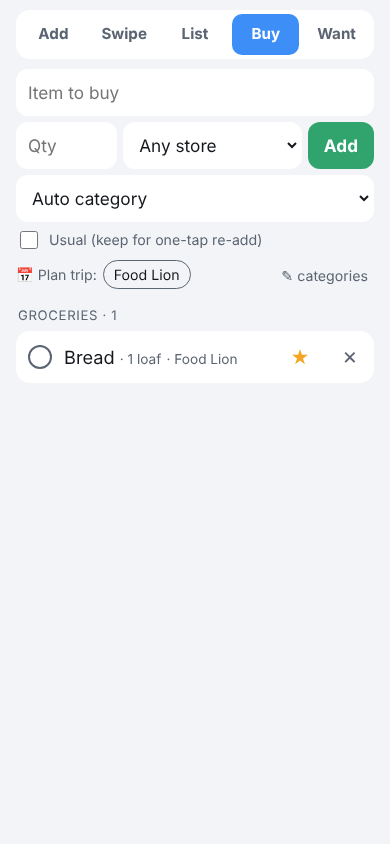 Add Swipe List Buy Want
Item to buy
Qty Any store Add
Auto category
Usual (keep for one-tap re-add)
📅 Plan trip: Food Lion ✎ categories
GROCERIES · 1
Bread · 1 loaf · Food Lion ★ ✕